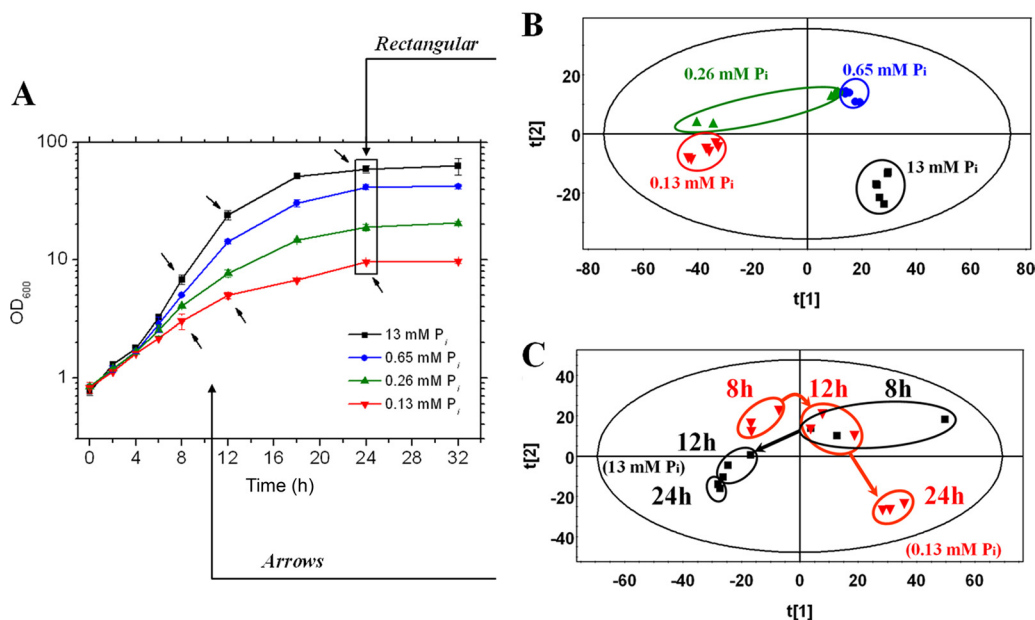 A
Rectangular
OD600
100
10
1
0 4 8 12 16 20 24 28 32
Time (h)
13 mM Pi
0.65 mM Pi
0.26 mM Pi
0.13 mM Pi
Arrows
B
0.26 mM Pi
0.65 mM Pi
0.13 mM Pi
13 mM Pi
t[2]
20
0
-20
-80 -60 -40 -20 0 20 40 60 80
t[1]
C
8h
12h
8h
12h
(13 mM Pi)
24h
24h
(0.13 mM Pi)
t[2]
40
20
0
-20
-40
-60 -40 -20 0 20 40 60
t[1]